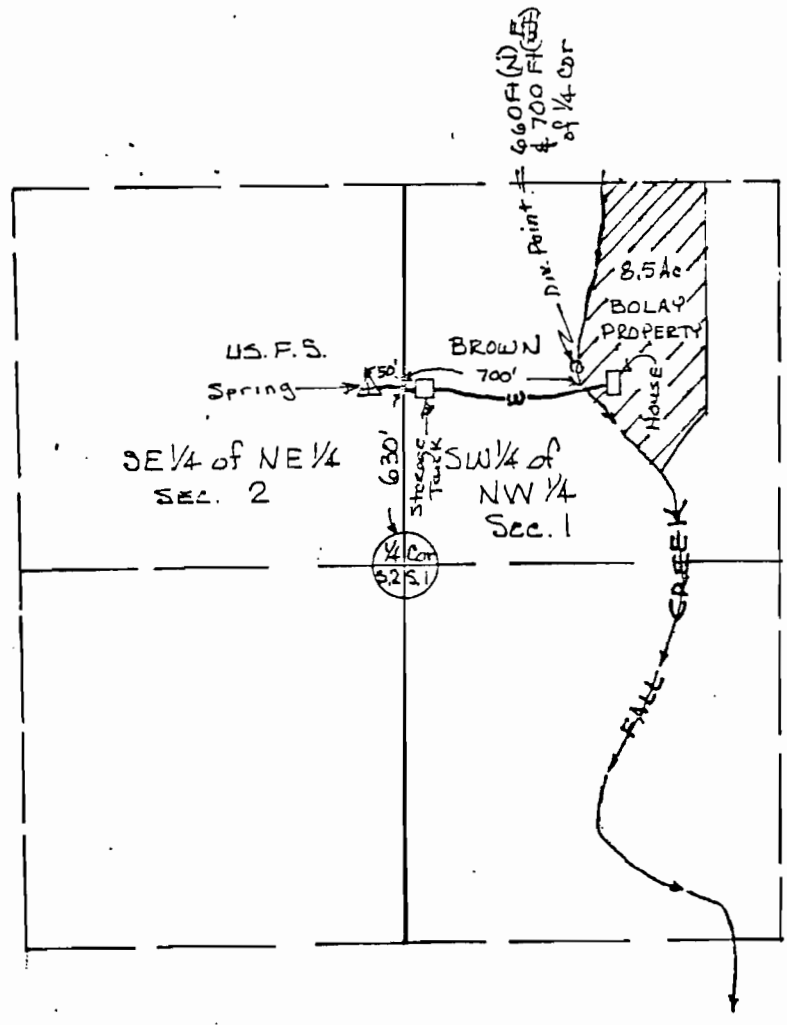 660 Ft (N)
& 700 Ft (W) E
of 1/4 Cor
Div. Point =
8.5 Ac
BOLAY
PROPERTY
HOUSE
U.S.F.S.
Spring
50'
BROWN
700'
W
630'
Storage
Tank
SE 1/4 of NE 1/4
SEC. 2
SW 1/4 of
NW 1/4
Sec. 1
1/4 Cor
S.2 S.1
FALL CREEK